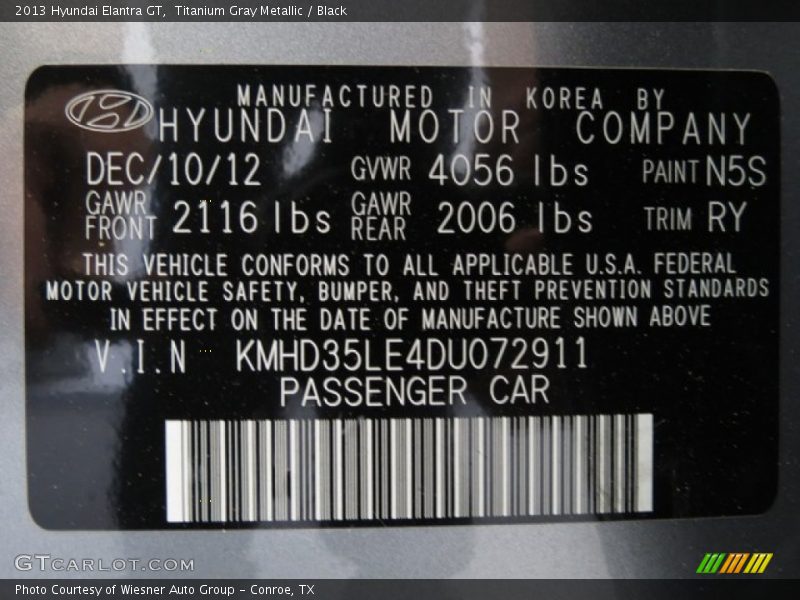 2013 Hyundai Elantra GT, Titanium Gray Metallic / Black
MANUFACTURED IN KOREA BY
HYUNDAI MOTOR COMPANY
DEC/10/12 GVWR 4056 lbs PAINT N5S
GAWR FRONT 2116 lbs GAWR REAR 2006 lbs TRIM RY
THIS VEHICLE CONFORMS TO ALL APPLICABLE U.S.A. FEDERAL
MOTOR VEHICLE SAFETY, BUMPER, AND THEFT PREVENTION STANDARDS
IN EFFECT ON THE DATE OF MANUFACTURE SHOWN ABOVE
V.I.N KMHD35LE4DU072911
PASSENGER CAR
GTCARLOT.COM
Photo Courtesy of Wiesner Auto Group - Conroe, TX